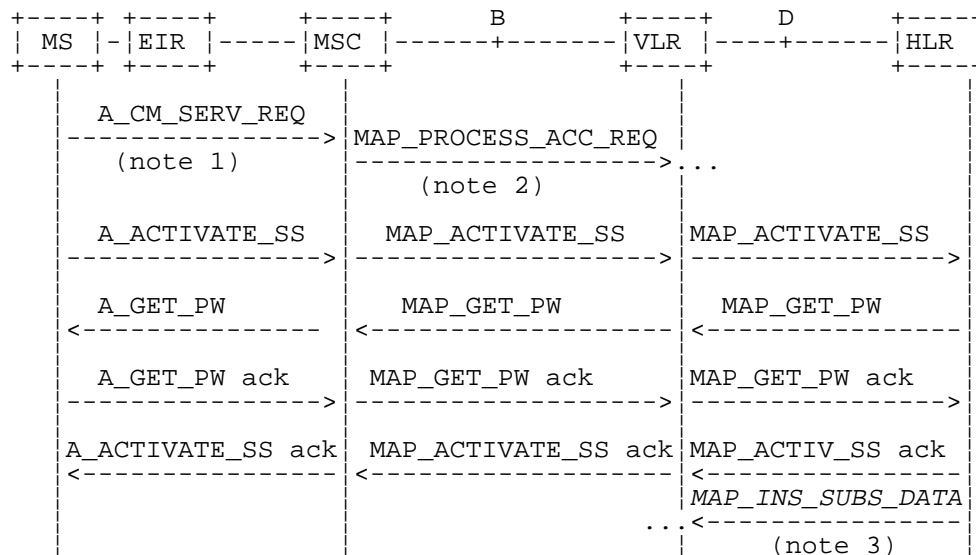 +----+ +----+ +----+ B +----+ D +-----
¦ MS ¦-¦EIR ¦-----¦MSC ¦------+-------¦VLR ¦----+------¦HLR
+----+ +----+ +----+ +----+ +-----
A_CM_SERV_REQ
---------------->¦MAP_PROCESS_ACC_REQ
(note 1) ------------------->...
(note 2)
A_ACTIVATE_SS MAP_ACTIVATE_SS MAP_ACTIVATE_SS
A_GET_PW MAP_GET_PW MAP_GET_PW
A_GET_PW ack MAP_GET_PW ack MAP_GET_PW ack
A_ACTIVATE_SS ack MAP_ACTIVATE_SS ack MAP_ACTIV_SS ack
MAP_INS_SUBS_DATA
...<----------------
(note 3)